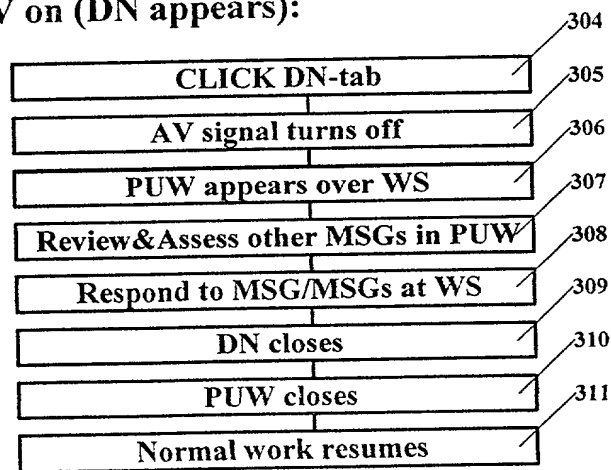 on (DN appears):
304
CLICK DN-tab
305
AV signal turns off
306
PUW appears over WS
307
Review&Assess other MSGs in PUW
308
Respond to MSG/MSGs at WS
309
DN closes
310
PUW closes
311
Normal work resumes